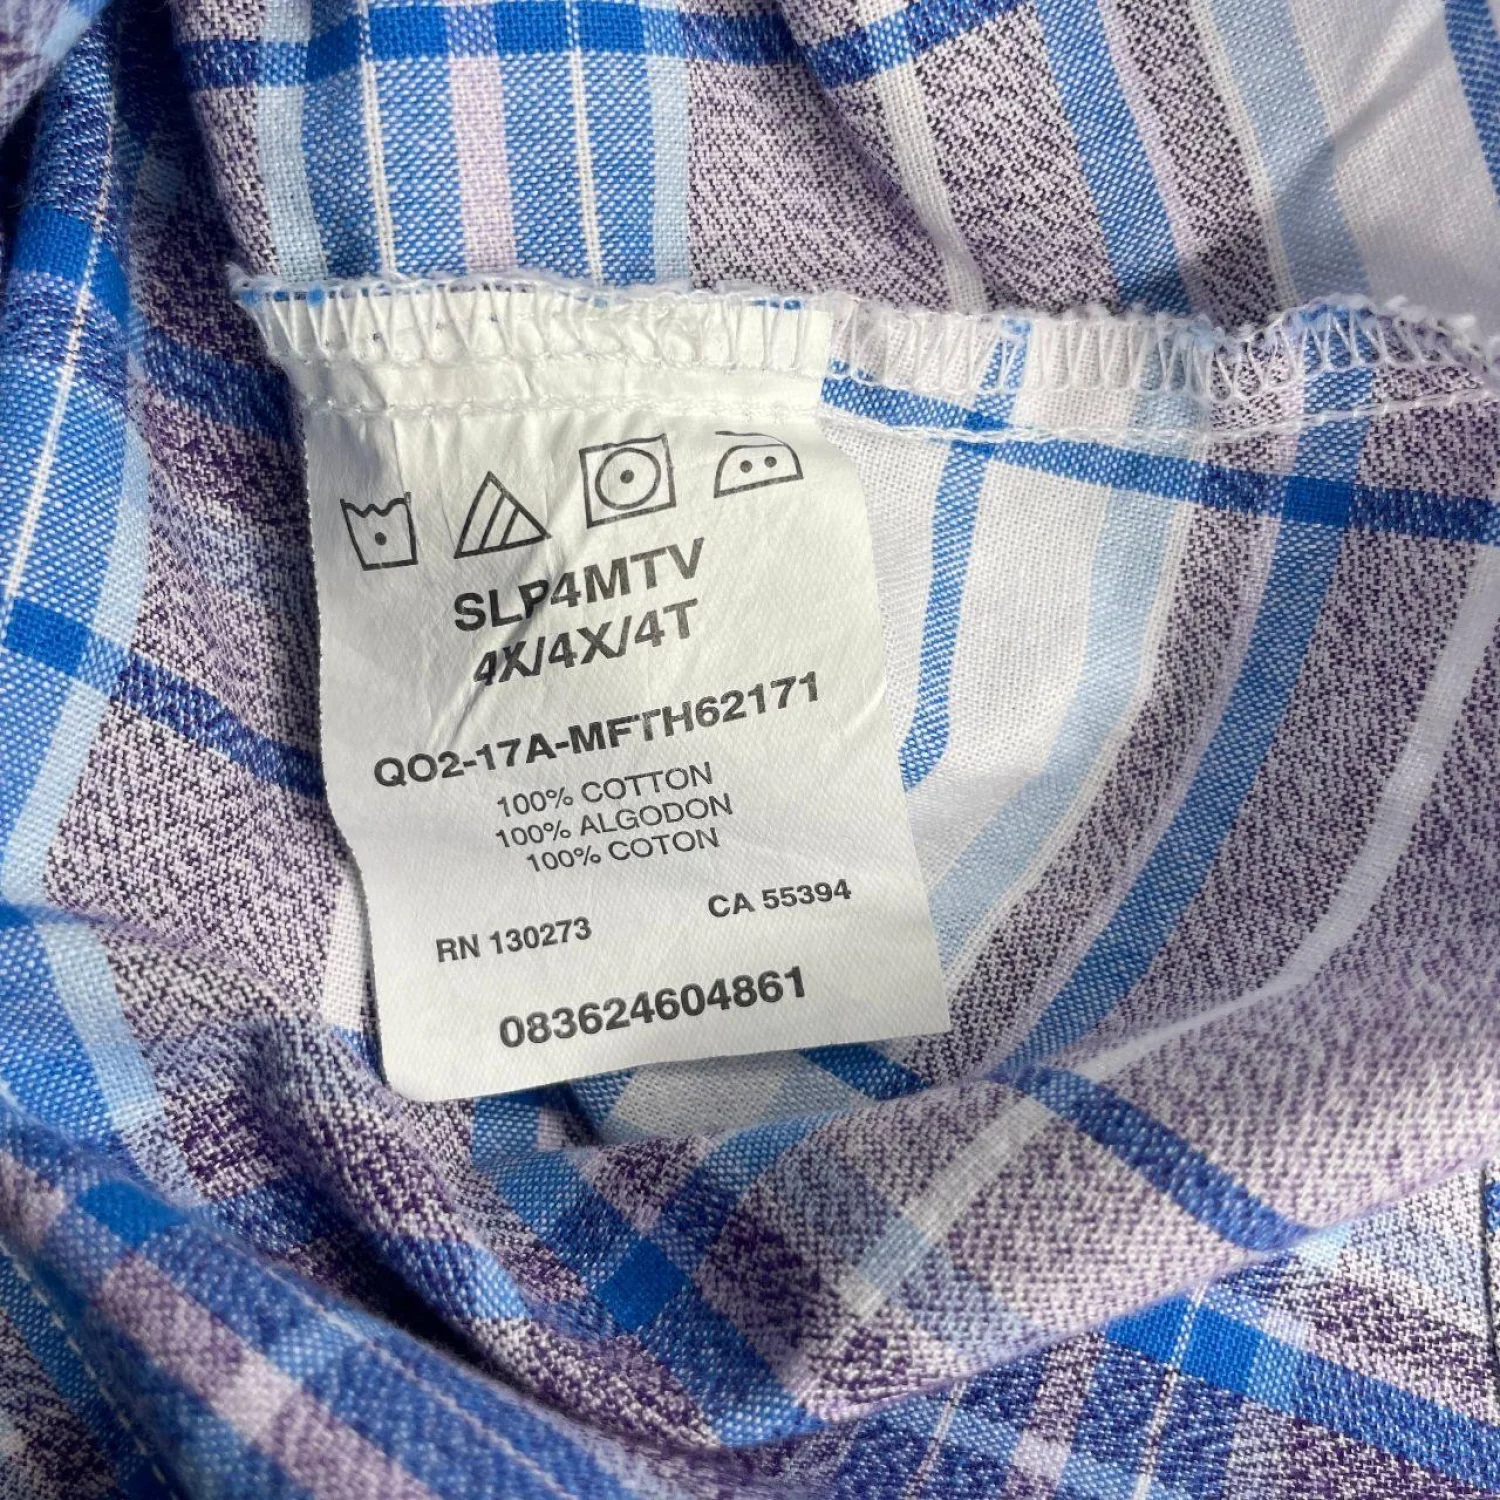 SLP4MTV
4X/4X/4T
QO2-17A-MFTH62171
100% COTTON
100% ALGODON
100% COTON
RN 130273 CA 55394
083624604861